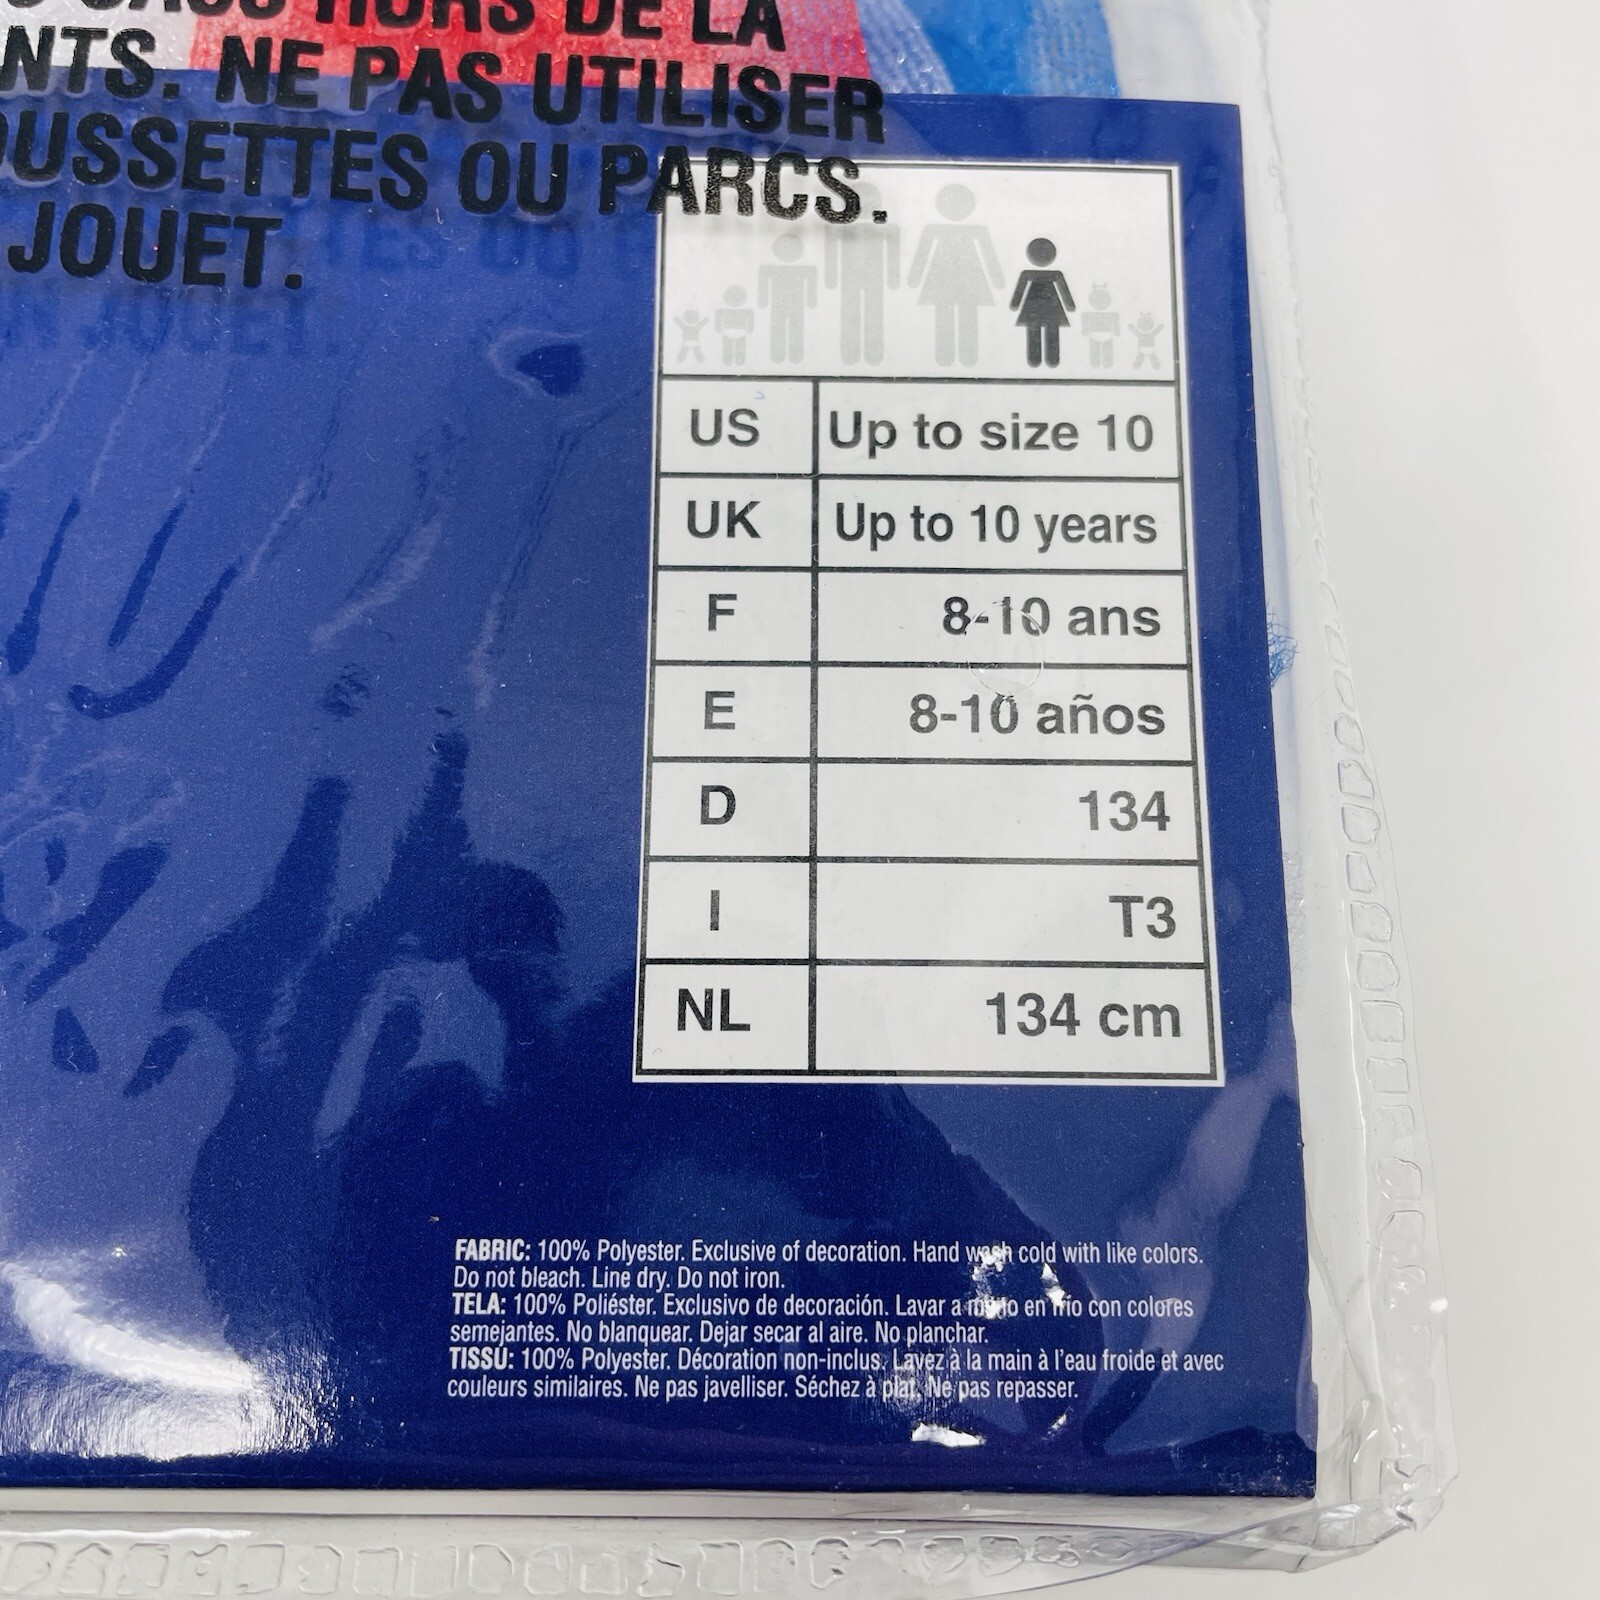 HORS DE LA
NTS. NE PAS UTILISER
OUSSETTES OU PARCS.
JOUET.
US Up to size 10
UK Up to 10 years
F 8-10 ans
E 8-10 años
D 134
I T3
NL 134 cm
FABRIC: 100% Polyester. Exclusive of decoration. Hand wash cold with like colors.
Do not bleach. Line dry. Do not iron.
TELA: 100% Poliéster. Exclusivo de decoración. Lavar a mano en frio con colores
semejantes. No blanquear. Dejar secar al aire. No planchar.
TISSU: 100% Polyester. Décoration non-inclus. Lavez à la main à l'eau froide et avec
couleurs similaires. Ne pas javelliser. Séchez à plat. Ne pas repasser.